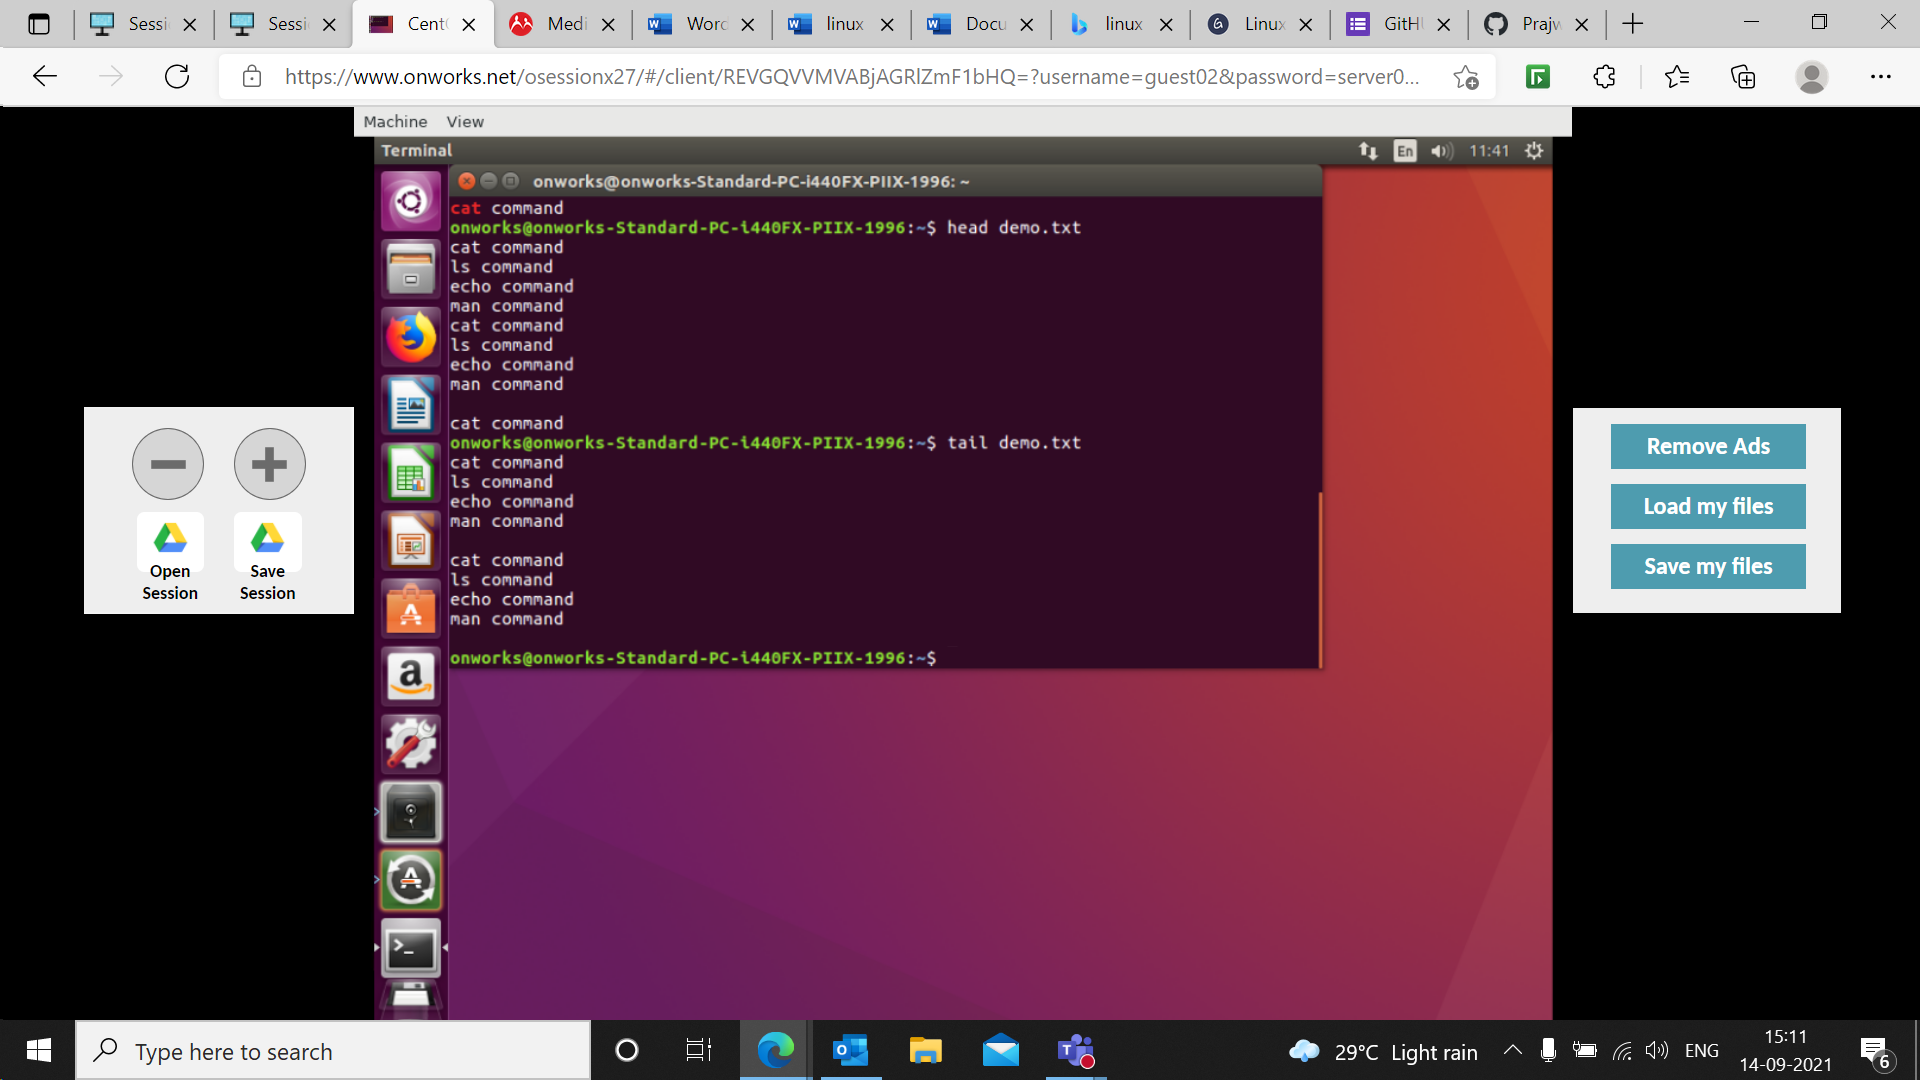 Sessi
Sessi
Cent
Medi
Word
linux
Docu
linux
Linux
GitH
Prajw
https://www.onworks.net/osessionx27/#/client/REVGQVVMVABjAGRlZmF1bHQ=?username=guest02&password=server0...
Machine View
Terminal
En
11:41
onworks@onworks-Standard-PC-i440FX-PIIX-1996: ~
cat command
onworks@onworks-Standard-PC-i440FX-PIIX-1996:~$ head demo.txt
cat command
ls command
echo command
man command
cat command
ls command
echo command
man command
cat command
onworks@onworks-Standard-PC-i440FX-PIIX-1996:~$ tail demo.txt
cat command
ls command
echo command
man command
cat command
ls command
echo command
man command
onworks@onworks-Standard-PC-i440FX-PIIX-1996:~$
Open
Session
Save
Session
Remove Ads
Load my files
Save my files
Type here to search
29°C Light rain
ENG
15:11
14-09-2021
6